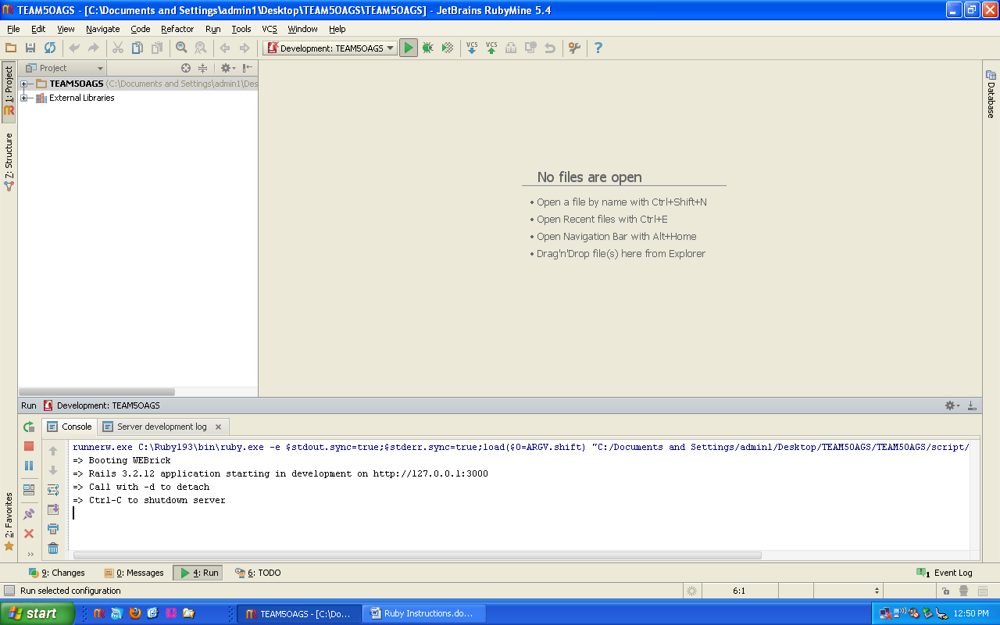 TEAM5OAGS - [C:\Documents and Settings\admin1\Desktop\TEAM5OAGS\TEAM5OAGS] - JetBrains RubyMine 5.4
File Edit View Navigate Code Refactor Run Tools VCS Window Help
Development: TEAM5OAGS VCS VCS ?
1: Project
Z: Structure
2: Favorites
Project
TEAM5OAGS (C:\Documents and Settings\admin1\Des
External Libraries
Database
No files are open
• Open a file by name with Ctrl+Shift+N
• Open Recent files with Ctrl+E
• Open Navigation Bar with Alt+Home
• Drag'n'Drop file(s) here from Explorer
Run Development: TEAM5OAGS
Console Server development log
runnerw.exe C:\Ruby193\bin\ruby.exe -e $stdout.sync=true;$stderr.sync=true;load($0=ARGV.shift) "C:/Documents and Settings/admin1/Desktop/TEAM5OAGS/TEAM5OAGS/script/
=> Booting WEBrick
=> Rails 3.2.12 application starting in development on http://127.0.0.1:3000
=> Call with -d to detach
=> Ctrl-C to shutdown server
9: Changes 0: Messages 4: Run 6: TODO 1 Event Log
Run selected configuration 6:1
start TEAM5OAGS - [C:\Do... Ruby Instructions.do... 12:50 PM